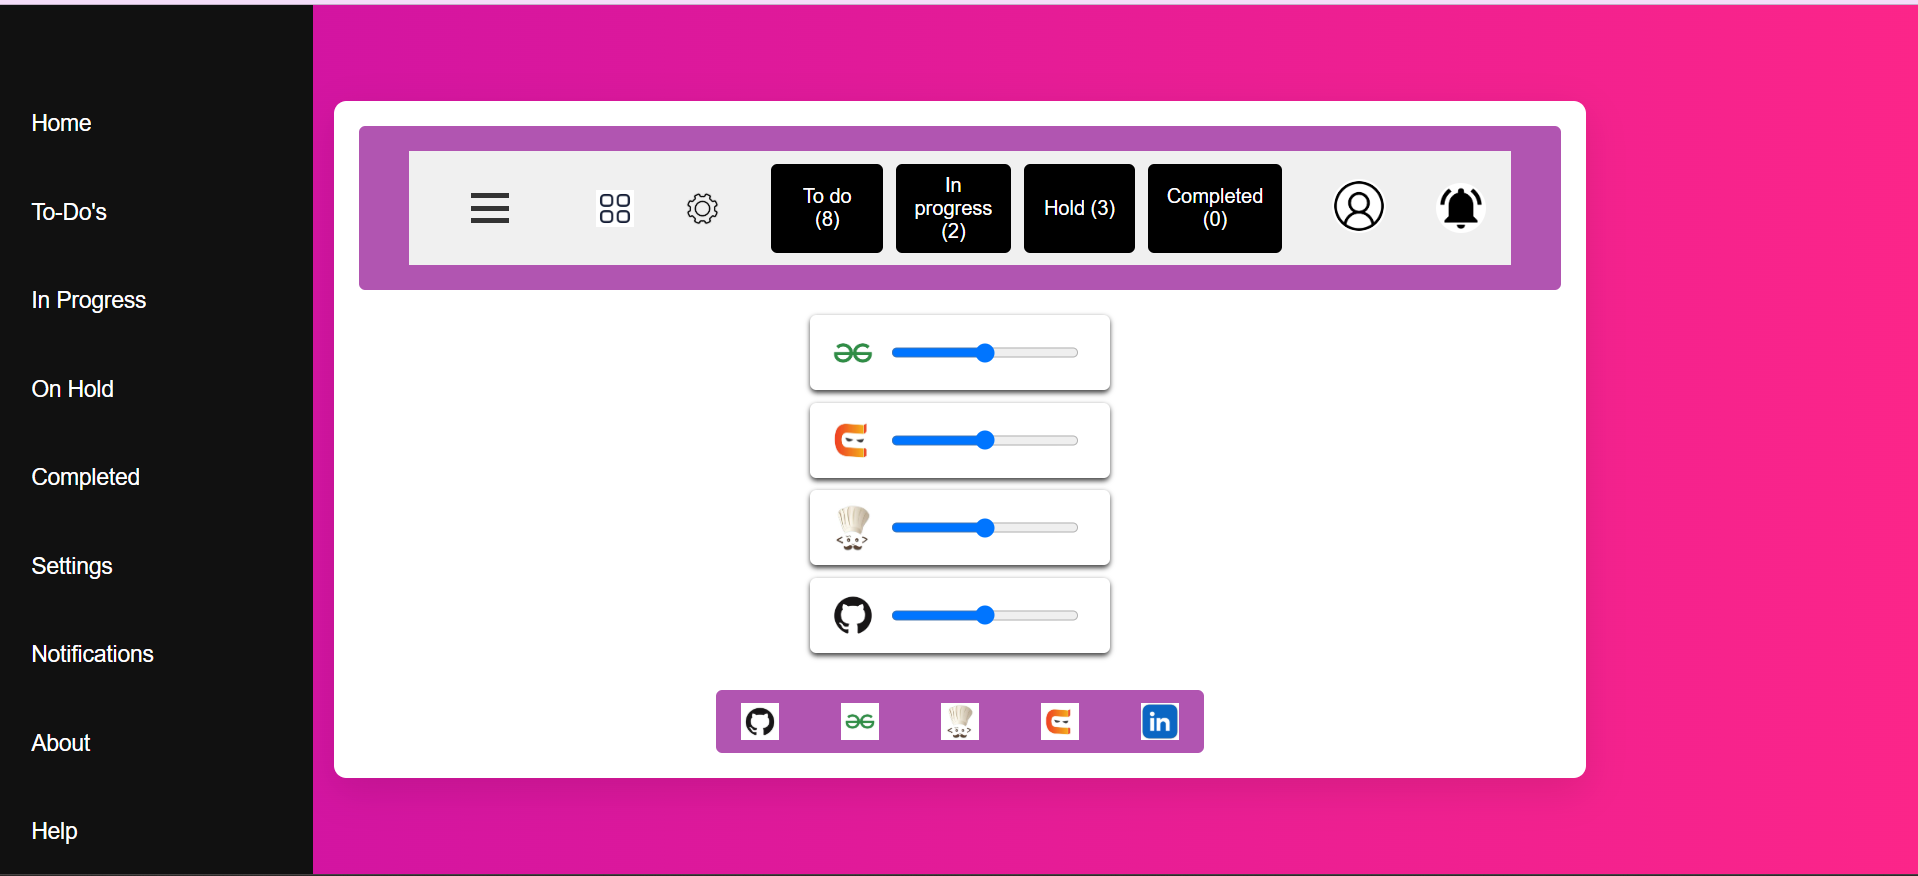 Home
To-Do's
In Progress
On Hold
Completed
Settings
Notifications
About
Help
To do
(8)
In
progress
(2)
Hold (3)
Completed
(0)
in